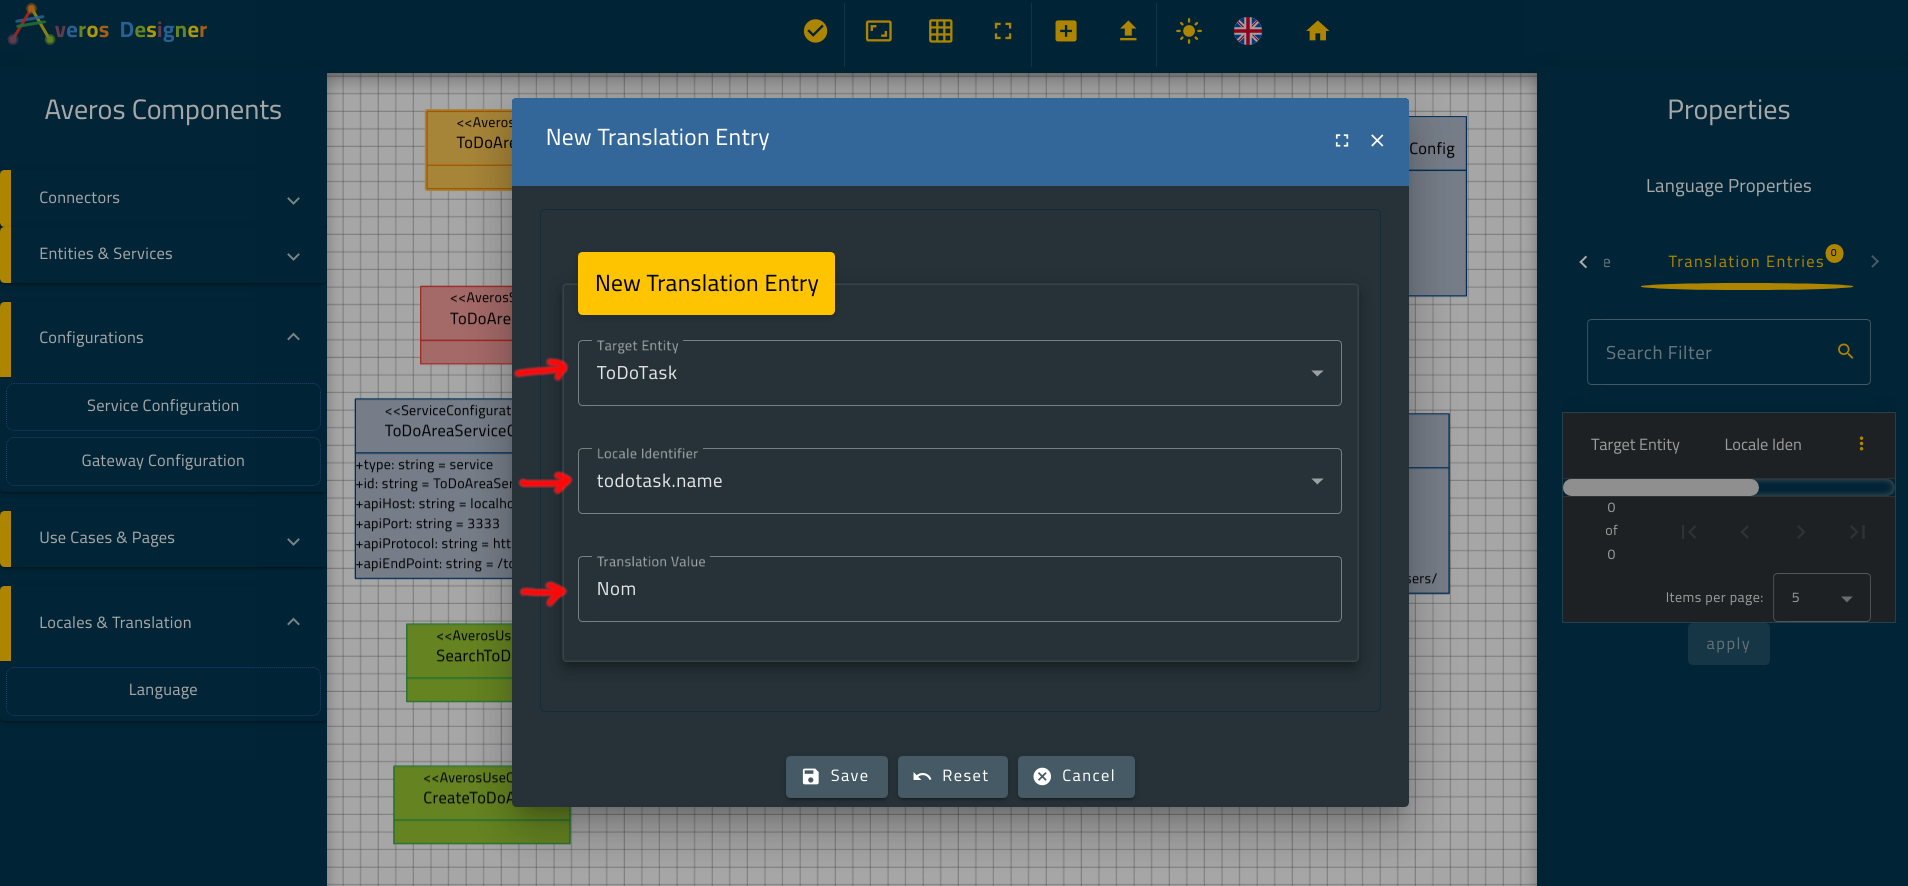 Averos Designer
Averos Components
Connectors
Entities & Services
Configurations
Service Configuration
Gateway Configuration
Use Cases & Pages
Locales & Translation
Language
<<Averos
ToDoAre
<<Averos
ToDoArea
<<ServiceConfigurat
ToDoAreaService
+type: string = service
+id: string = ToDoAreaSer
+apiHost: string = localho
+apiPort: string = 3333
+apiProtocol: string = htt
+apiEndPoint: string = /to
<<AverosUs
SearchToD
<<AverosUse
CreateToDoA
Config
sers/
New Translation Entry
New Translation Entry
Target Entity
ToDoTask
Locale Identifier
todotask.name
Translation Value
Nom
Save
Reset
Cancel
Properties
Language Properties
e
Translation Entries
0
Search Filter
Target Entity
Locale Iden
0
of
0
Items per page:
5
apply